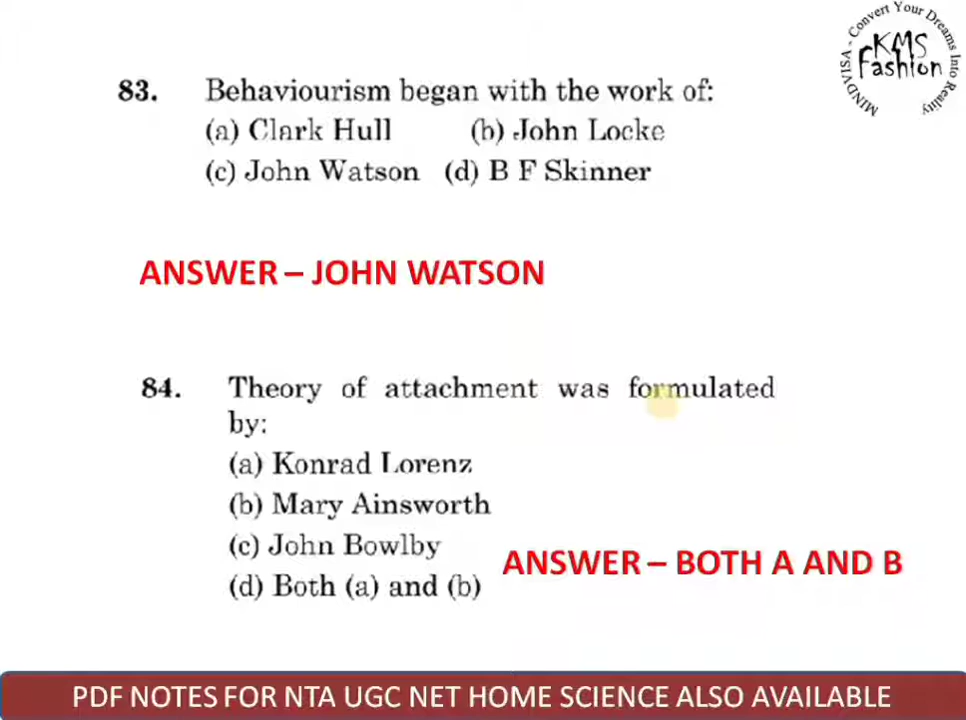 MINDVISA - Convert Your Dreams Into Reality
KMS
Fashion
83. Behaviourism began with the work of:
(a) Clark Hull (b) John Locke
(c) John Watson (d) B F Skinner
ANSWER – JOHN WATSON
84. Theory of attachment was formulated
by:
(a) Konrad Lorenz
(b) Mary Ainsworth
(c) John Bowlby
ANSWER – BOTH A AND B
(d) Both (a) and (b)
PDF NOTES FOR NTA UGC NET HOME SCIENCE ALSO AVAILABLE